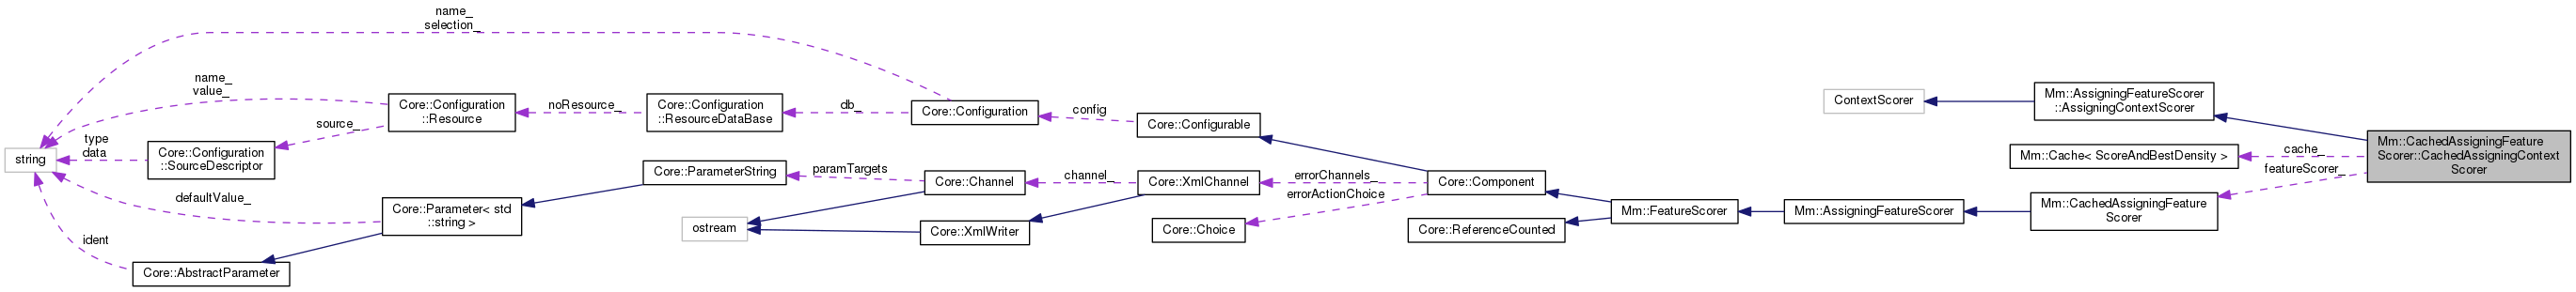 name_
selection_
name_
value_
Core::Configuration
::Resource
noResource_
Core::Configuration
::ResourceDataBase
db_
Core::Configuration
config
Core::Configurable
source_
type
data
string
Core::Configuration
::SourceDescriptor
Core::ParameterString
paramTargets
Core::Channel
channel_
Core::XmlChannel
errorChannels_
errorActionChoice
Core::Component
defaultValue_
Core::Parameter< std
::string >
ostream
Core::XmlWriter
Core::Choice
Core::ReferenceCounted
Mm::FeatureScorer
Mm::AssigningFeatureScorer
ident
Core::AbstractParameter
ContextScorer
Mm::AssigningFeatureScorer
::AssigningContextScorer
Mm::Cache< ScoreAndBestDensity >
cache_
featureScorer_
Mm::CachedAssigningFeature
Scorer
Mm::CachedAssigningFeature
Scorer::CachedAssigningContext
Scorer